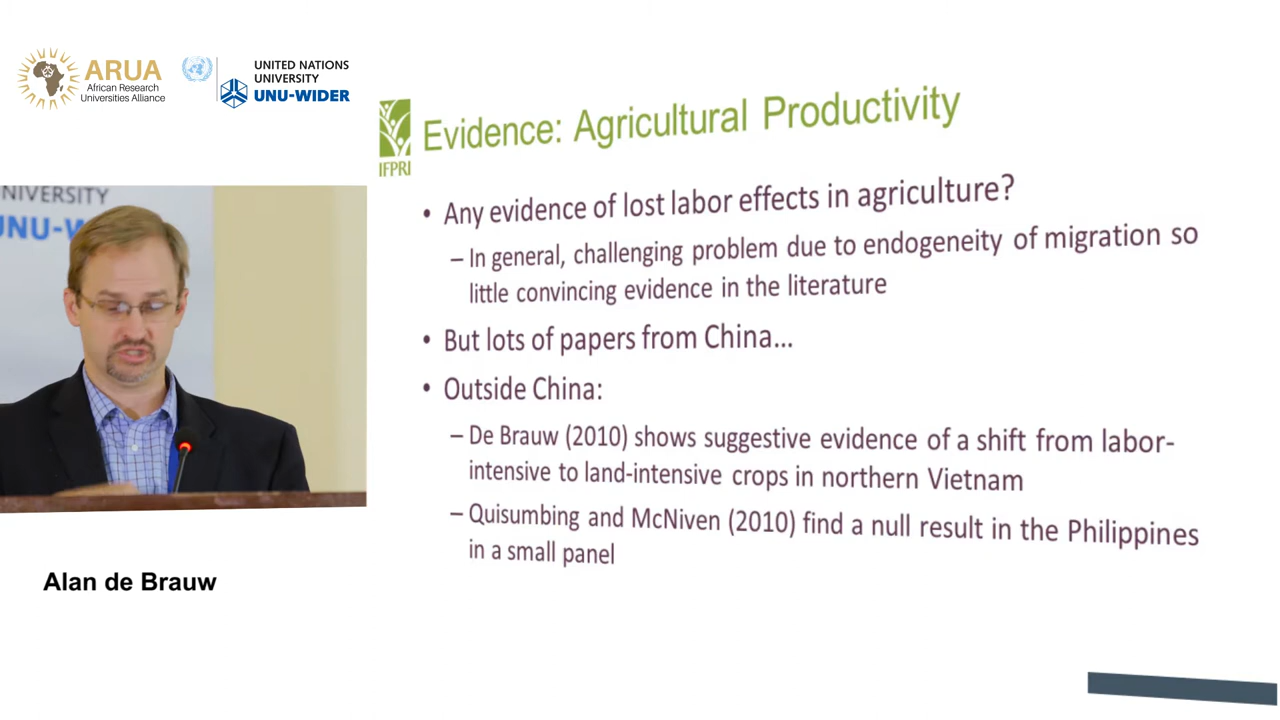 ARUA
African Research
Universities Alliance
UNITED NATIONS
UNIVERSITY
UNU-WIDER
NIVERSITY
UNU-W
IFPRI
Evidence: Agricultural Productivity
• Any evidence of lost labor effects in agriculture?
– In general, challenging problem due to endogeneity of migration so
little convincing evidence in the literature
• But lots of papers from China...
• Outside China:
– De Brauw (2010) shows suggestive evidence of a shift from labor-
intensive to land-intensive crops in northern Vietnam
– Quisumbing and McNiven (2010) find a null result in the Philippines
in a small panel
Alan de Brauw